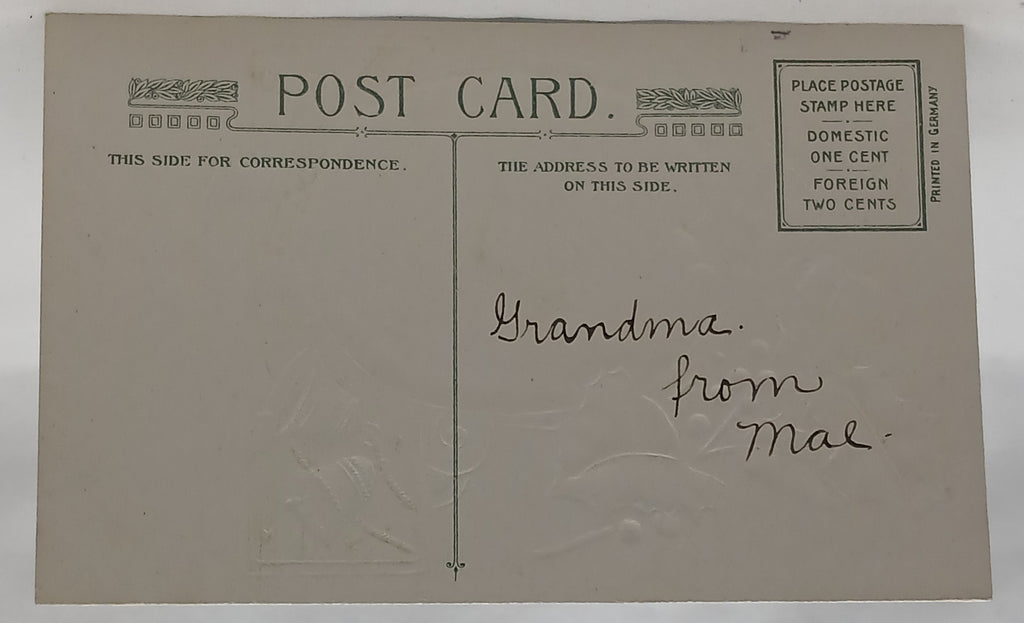 POST CARD.
THIS SIDE FOR CORRESPONDENCE.
THE ADDRESS TO BE WRITTEN
ON THIS SIDE.
PLACE POSTAGE
STAMP HERE
DOMESTIC
ONE CENT
FOREIGN
TWO CENTS
PRINTED IN GERMANY
Grandma.
from
Mae.